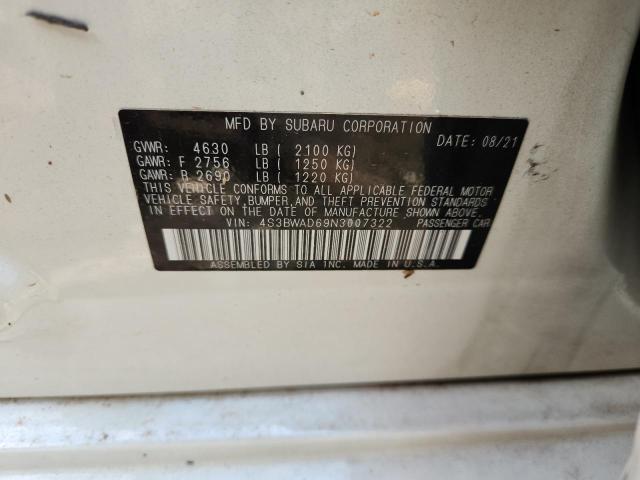 MFD BY SUBARU CORPORATION
DATE: 08/21
GVWR: 4630 LB ( 2100 KG)
GAWR: F 2756 LB ( 1250 KG)
GAWR: R 2690 LB ( 1220 KG)
THIS VEHICLE CONFORMS TO ALL APPLICABLE FEDERAL MOTOR
VEHICLE SAFETY, BUMPER, AND THEFT PREVENTION STANDARDS
IN EFFECT ON THE DATE OF MANUFACTURE SHOWN ABOVE.
VIN: 4S3BWAD69N3007322 PASSENGER CAR
ASSEMBLED BY SIA INC. MADE IN U.S.A.